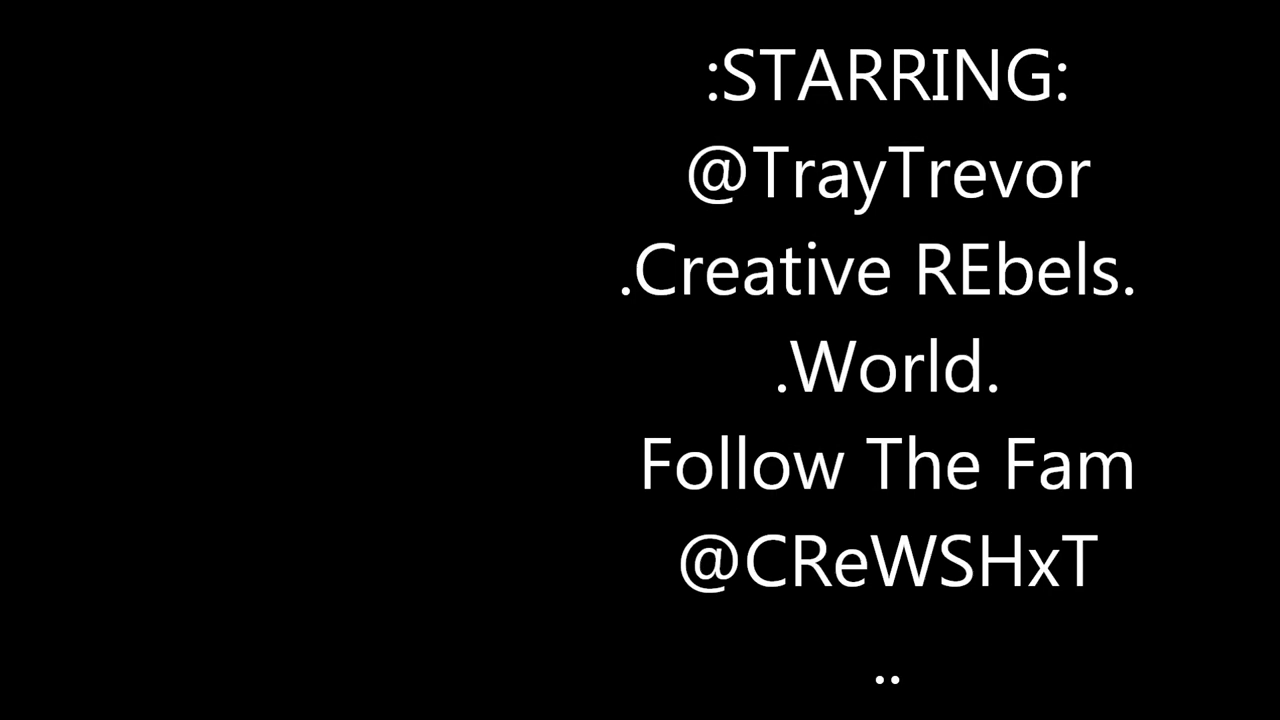 :STARRING:
@TrayTrevor
.Creative REbels.
.World.
Follow The Fam
@CReWSHxT
..